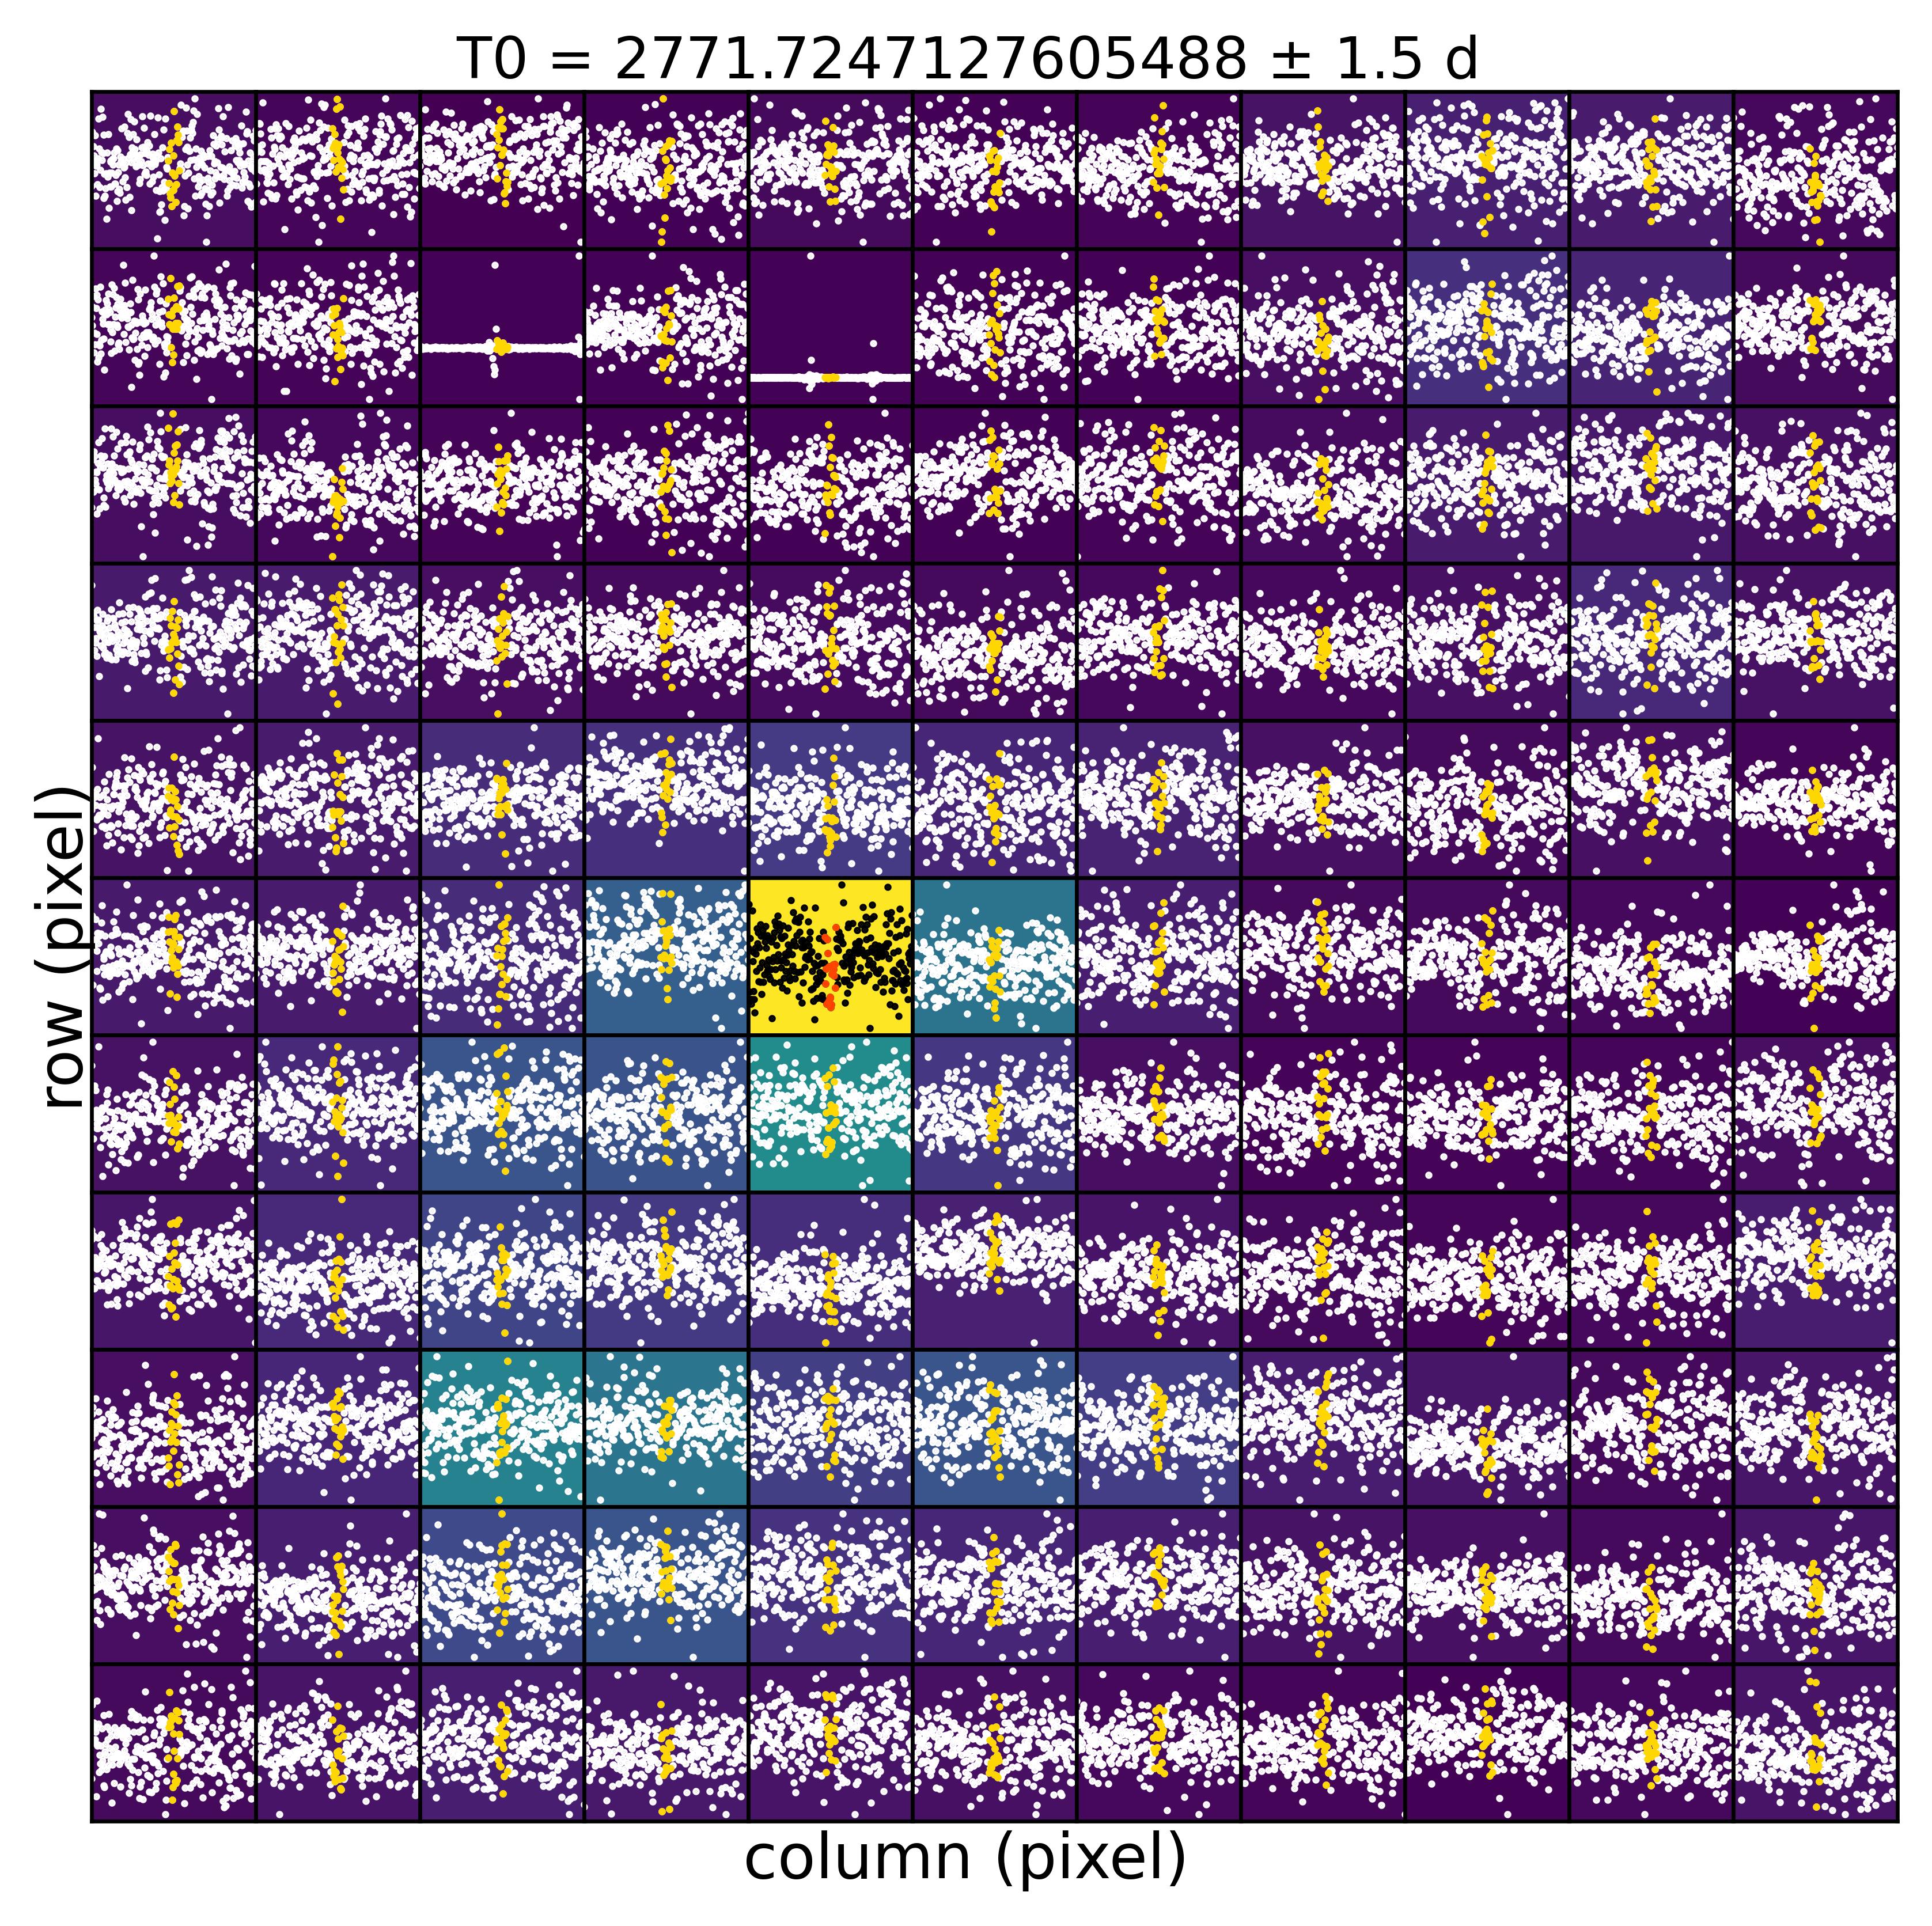 T0 = 2771.7247127605488 ± 1.5 d
row (pixel)
column (pixel)